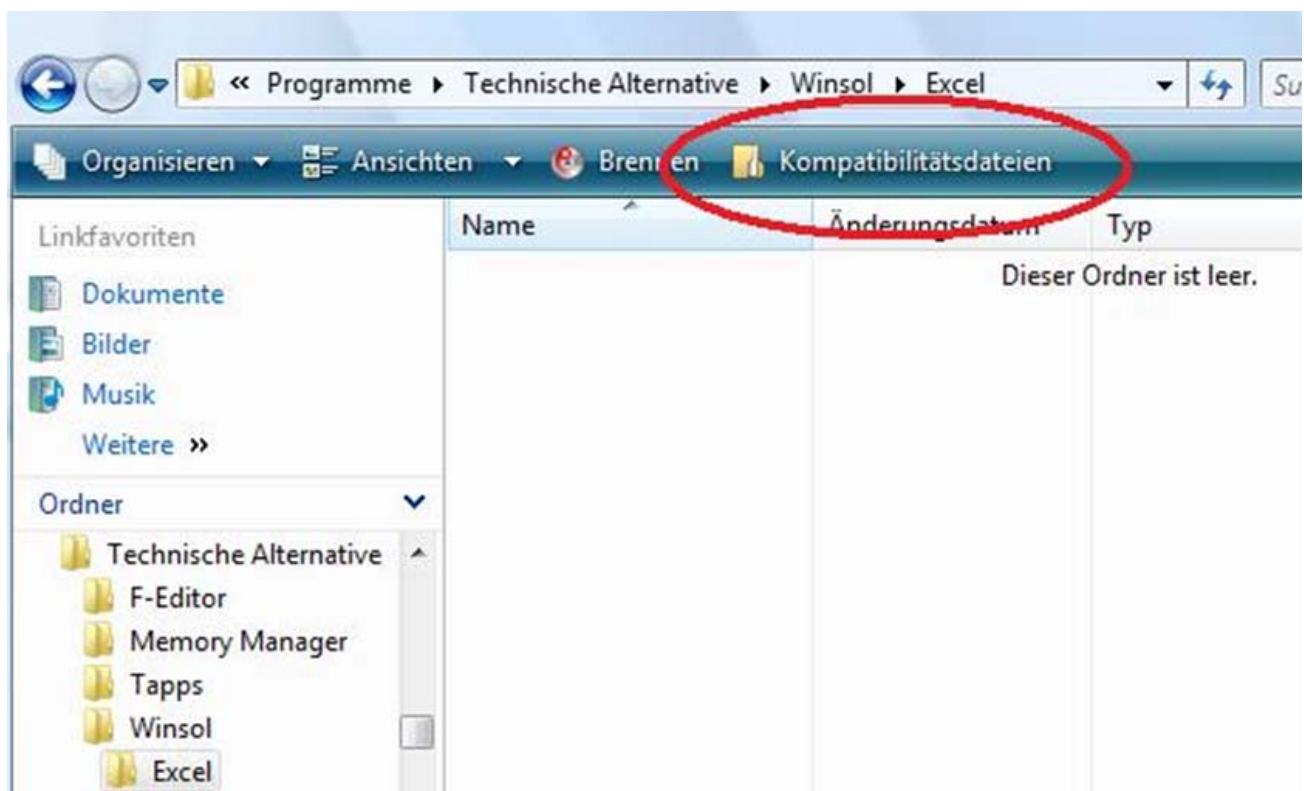 « Programme ▸ Technische Alternative ▸ Winsol ▸ Excel Su
Organisieren Ansichten Brennen Kompatibilitätsdateien
Linkfavoriten
Name Änderungsdatum Typ
Dieser Ordner ist leer.
Dokumente
Bilder
Musik
Weitere »
Ordner
Technische Alternative
F-Editor
Memory Manager
Tapps
Winsol
Excel